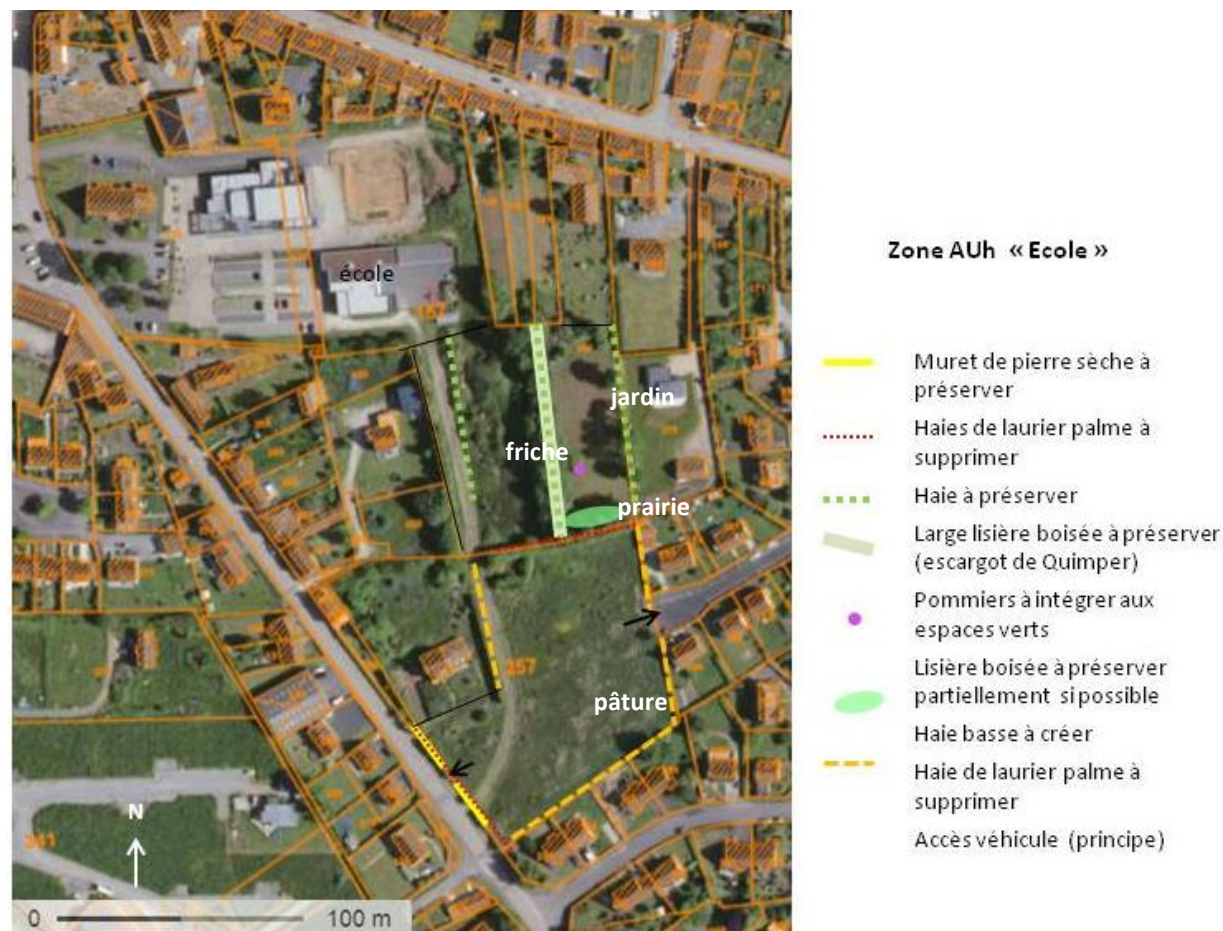 école
167
jardin
friche
prairie
257
pâture
N
0 100 m
Zone AUh « Ecole »
Muret de pierre sèche à
préserver
Haies de laurier palme à
supprimer
Haie à préserver
Large lisière boisée à préserver
(escargot de Quimper)
Pommiers à intégrer aux
espaces verts
Lisière boisée à préserver
partiellement si possible
Haie basse à créer
Haie de laurier palme à
supprimer
Accès véhicule (principe)